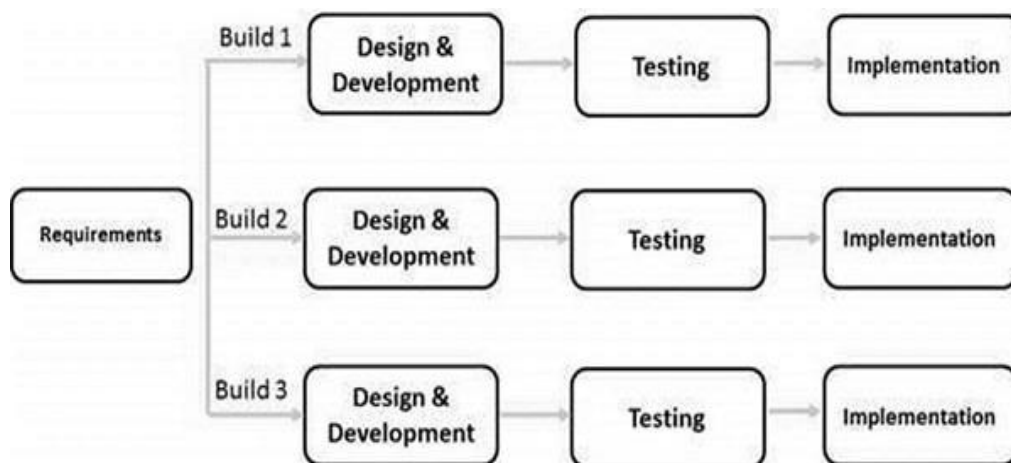 Build 1
Design &
Development
Testing
Implementation
Requirements
Build 2
Design &
Development
Testing
Implementation
Build 3
Design &
Development
Testing
Implementation